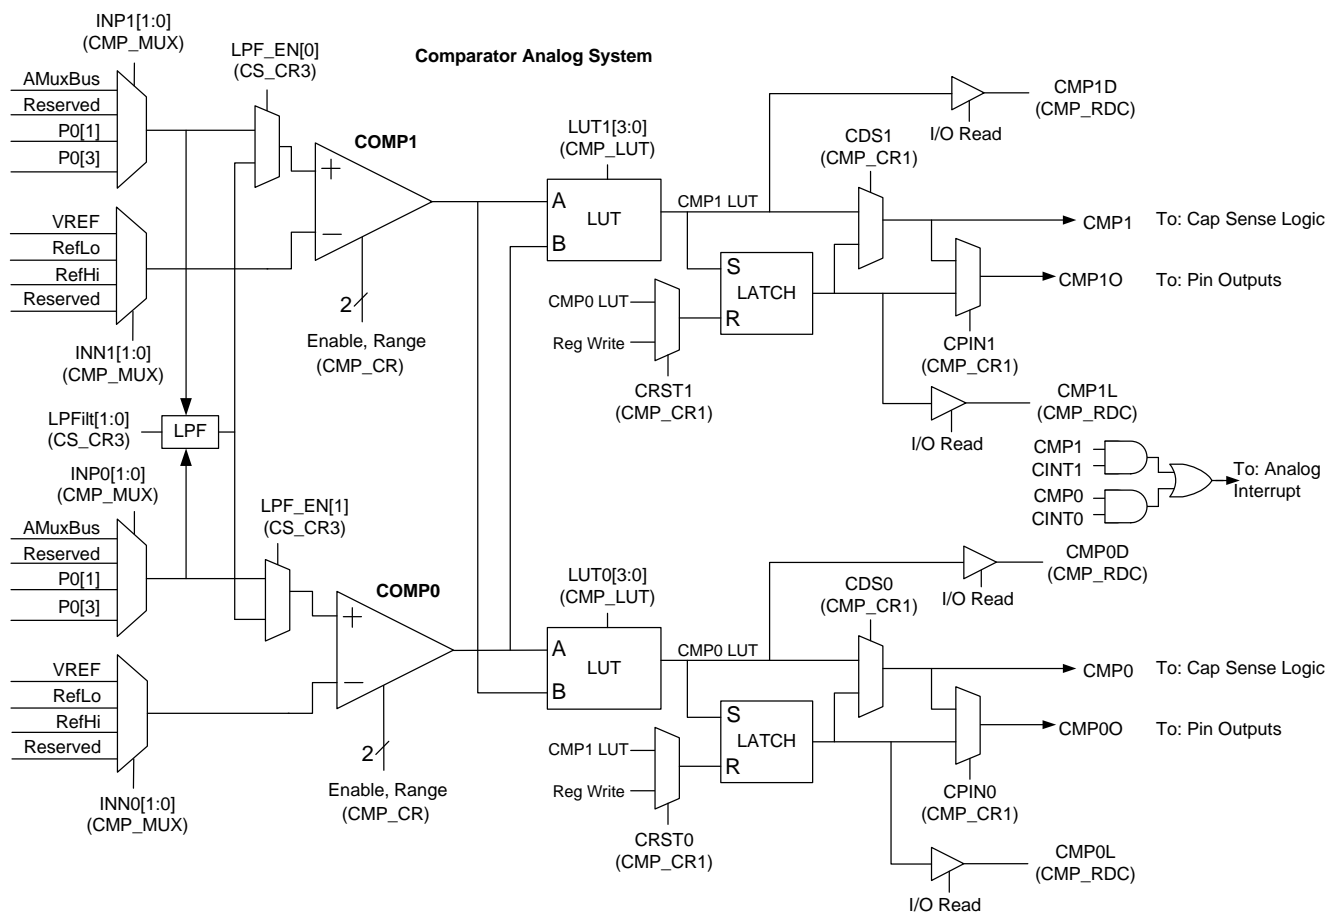 Comparator Analog System
INP1[1:0]
(CMP_MUX)
LPF_EN[0]
(CS_CR3)
AMuxBus
Reserved
P0[1]
P0[3]
COMP1
VREF
RefLo
RefHi
Reserved
INN1[1:0]
(CMP_MUX)
2
Enable, Range
(CMP_CR)
LUT1[3:0]
(CMP_LUT)
A
B
LUT
CMP1 LUT
CMP1D
(CMP_RDC)
I/O Read
CDS1
(CMP_CR1)
CMP1
To: Cap Sense Logic
S
LATCH
R
CMP1O
To: Pin Outputs
CMP0 LUT
Reg Write
CRST1
(CMP_CR1)
CPIN1
(CMP_CR1)
CMP1L
(CMP_RDC)
I/O Read
LPFilt[1:0]
(CS_CR3)
LPF
CMP1
CINT1
CMP0
CINT0
To: Analog
Interrupt
INP0[1:0]
(CMP_MUX)
LPF_EN[1]
(CS_CR3)
AMuxBus
Reserved
P0[1]
P0[3]
COMP0
VREF
RefLo
RefHi
Reserved
INN0[1:0]
(CMP_MUX)
2
Enable, Range
(CMP_CR)
LUT0[3:0]
(CMP_LUT)
A
B
LUT
CMP0 LUT
CMP0D
(CMP_RDC)
I/O Read
CDS0
(CMP_CR1)
CMP0
To: Cap Sense Logic
S
LATCH
R
CMP0O
To: Pin Outputs
CMP1 LUT
Reg Write
CRST0
(CMP_CR1)
CPIN0
(CMP_CR1)
CMP0L
(CMP_RDC)
I/O Read